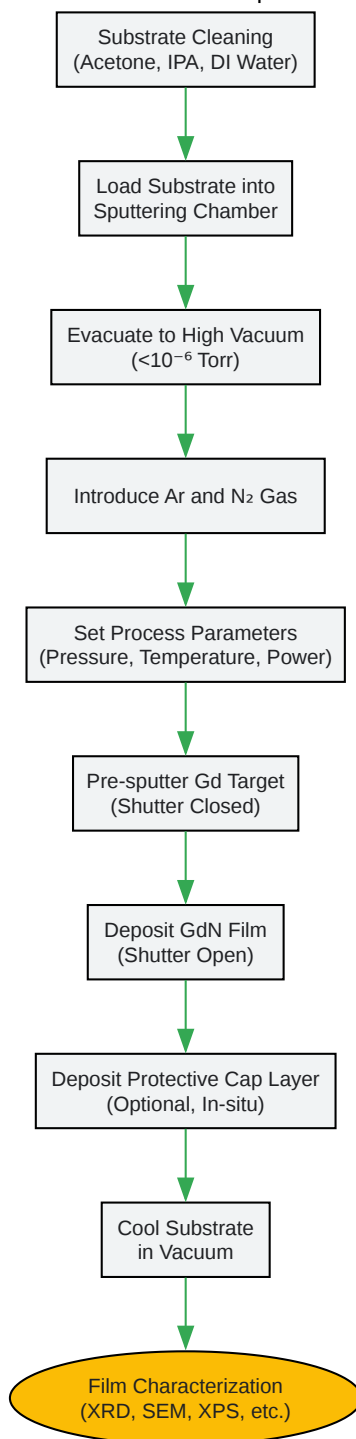 Substrate Cleaning
(Acetone, IPA, DI Water)
Load Substrate into
Sputtering Chamber
Evacuate to High Vacuum
(<10⁻⁶ Torr)
Introduce Ar and N₂ Gas
Set Process Parameters
(Pressure, Temperature, Power)
Pre-sputter Gd Target
(Shutter Closed)
Deposit GdN Film
(Shutter Open)
Deposit Protective Cap Layer
(Optional, In-situ)
Cool Substrate
in Vacuum
Film Characterization
(XRD, SEM, XPS, etc.)